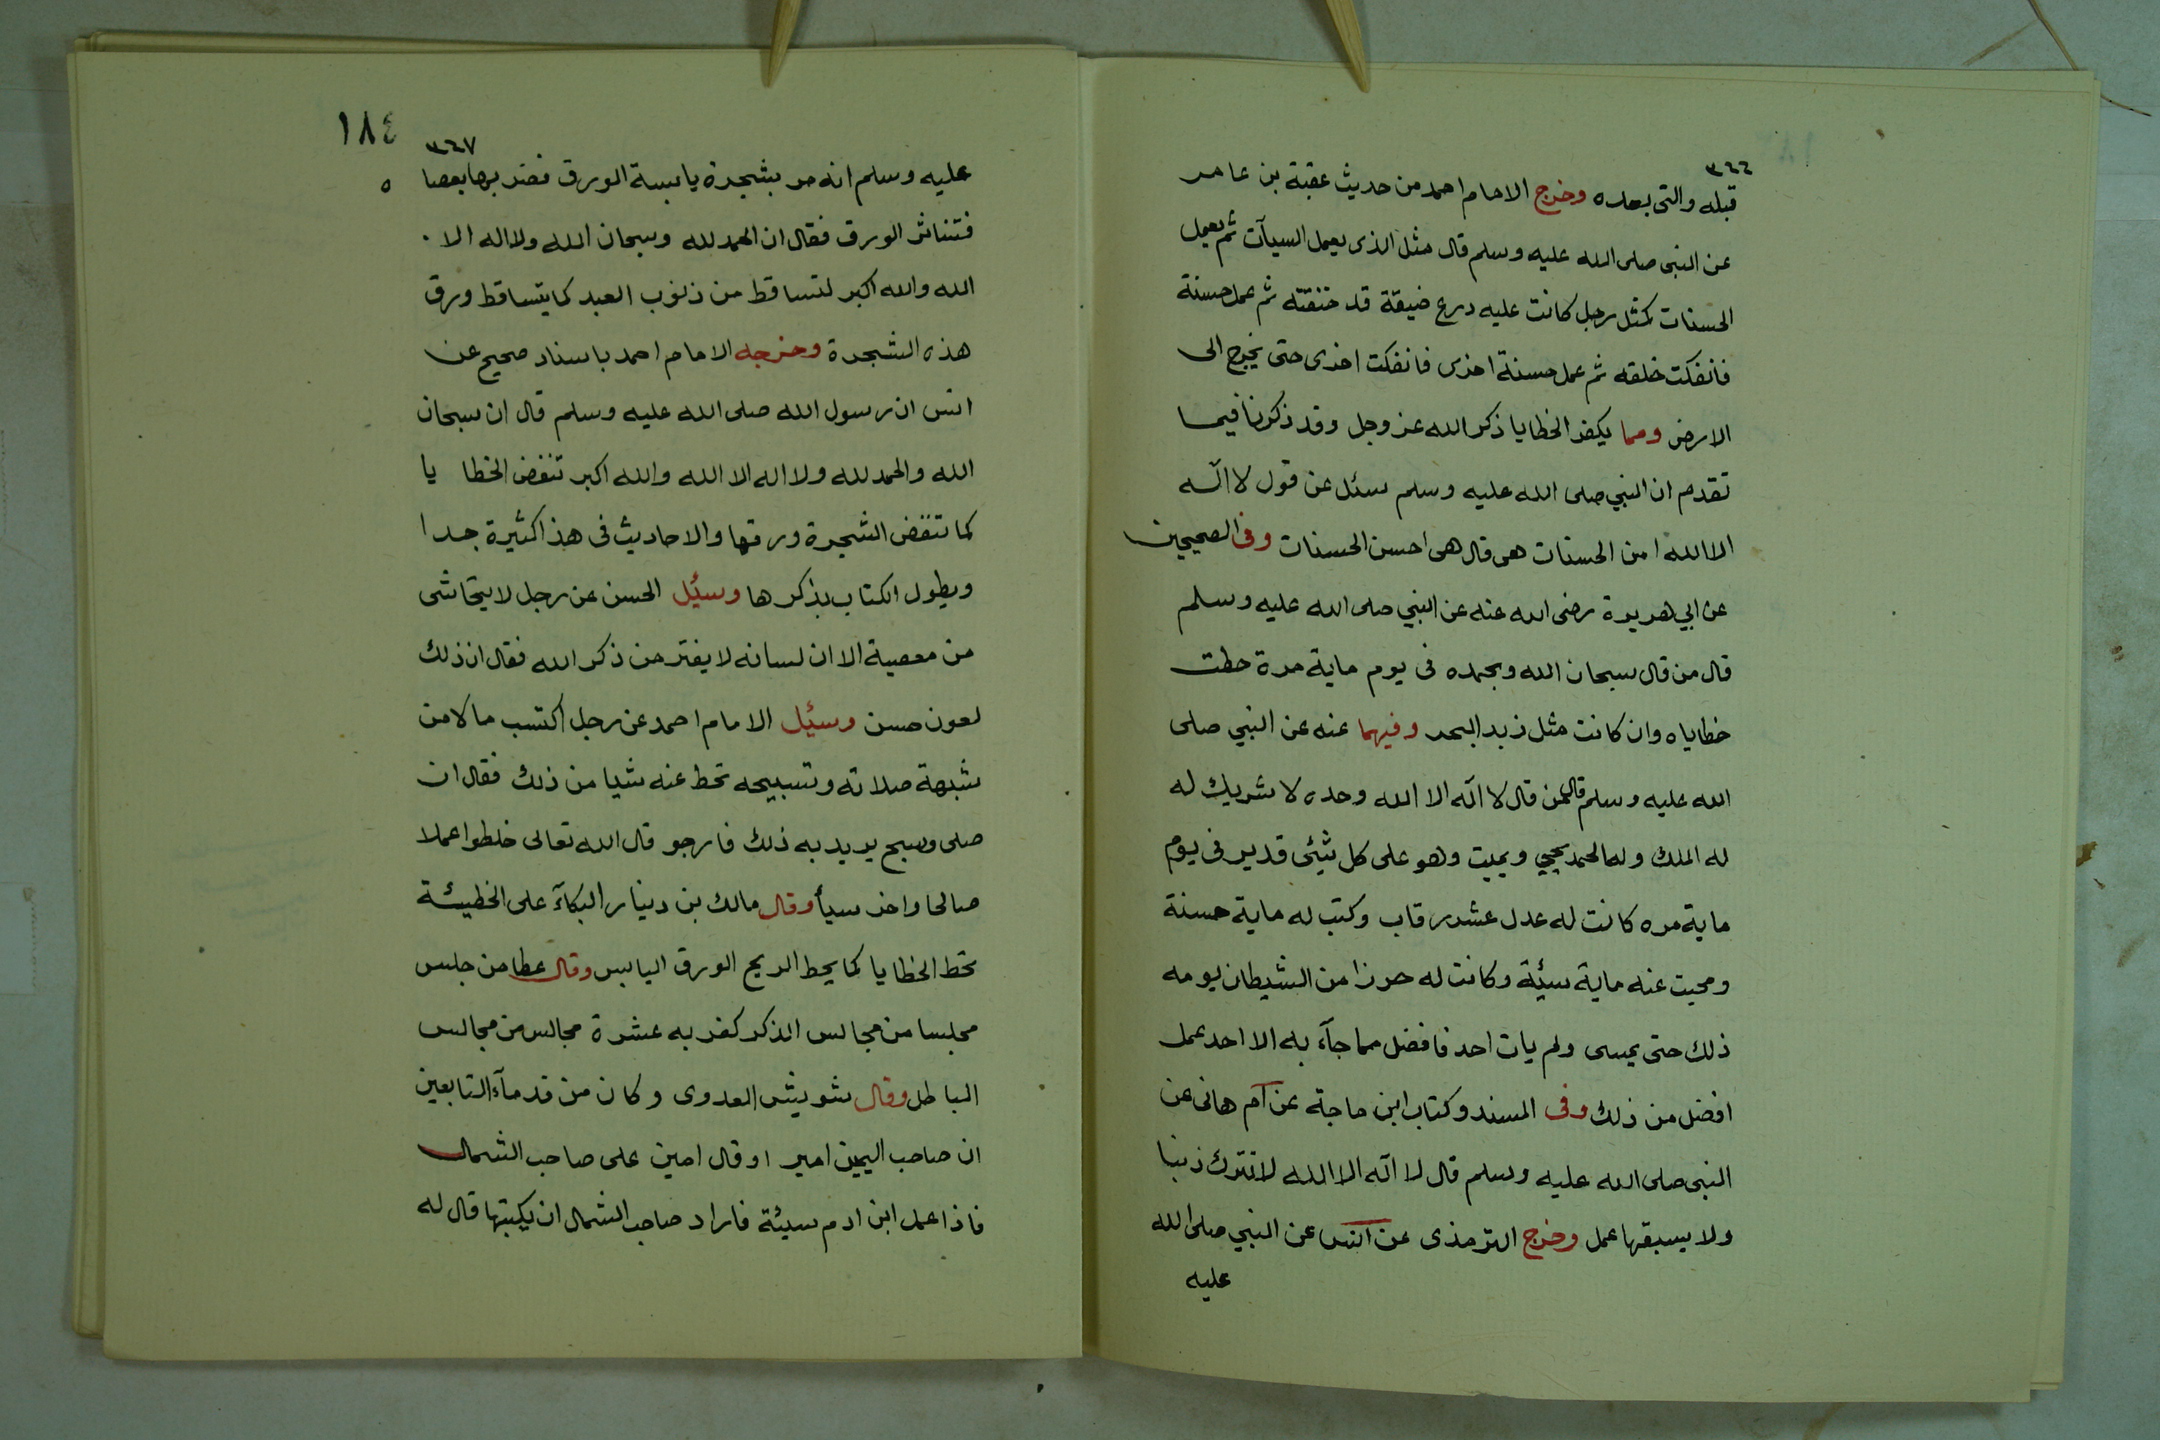 ٣٦٦
قبله والتى بعده وخرج الامام احمد من حديث عقبة بن عامر
عن النبى صلى الله عليه وسلم قال مثل الذى يعمل السيآت ثم يعمل
الحسنات كمثل رجل كانت عليه درع ضيقة قد خنقته ثم عمل حسنة
فانفكت حلقه ثم عمل حسنة اخرى فانفكت اخرى حتى يخرج الى
الارض ومما يكفر الخطايا ذكر الله عز وجل وقد ذكرنا فيما
تقدم ان النبي صلى الله عليه وسلم سئل عن قول لا اله
الا الله امن الحسنات هى قال هى احسن الحسنات وفى الصحيحين
عن ابي هريرة رضى الله عنه عن النبي صلى الله عليه وسلم
قال من قال سبحان الله وبحمده فى يوم ماية مرة حطت
خطاياه وان كانت مثل زبد البحر وفيهما عنه عن النبي صلى
الله عليه وسلم قال من قال لا اله الا الله وحده لا شريك له
له الملك وله الحمد يحيي ويميت وهو على كل شئى قدير فى يوم
ماية مره كانت له عدل عشر رقاب وكتب له ماية حسنة
ومحيت عنه ماية سيئة وكانت له حرزا من الشيطان يومه
ذلك حتى يمسى ولم يات احد فافضل مما جآء به الا احد عمل
افضل من ذلك وفى المسند وكتاب ابن ماجة عن ام هانى عن
النبى صلى الله عليه وسلم قال لا اله الا الله لا تترك ذنبا
ولا يسبقها عمل وخرج الترمذى عن انس عن النبي صلى الله
عليه
١٨٤
٣٦٧
عليه وسلم انه مر بشجرة يابسة الورق فضربها بعصا ه
فتناثر الورق فقال ان الحمد لله وسبحان الله ولا اله الا .
الله والله اكبر لتساقط من ذنوب العبد كما يتساقط ورق
هذه الشجرة وخرجه الامام احمد باسناد صحيح عن
انس ان رسول الله صلى الله عليه وسلم قال ان سبحان
الله والحمد لله ولا اله الا الله والله اكبر تنفض الخطا يا
كما تنفض الشجرة ورقها والاحاديث فى هذا كثيرة جدا
ويطول الكتاب بذكرها وسئيل الحسن عن رجل لا يتحاشى
من معصية الا ان لسانه لا يفتر من ذكر الله فقال ان ذلك
لعون حسن وسئيل الامام احمد عن رجل اكتسب مالا من
شبهة صلاته وتسبيحه تحط عنه شيا من ذلك فقال ان
صلى وسبح يريد به ذلك فارجو قال الله تعالى خلطوا عملا
صالحا واخر سيأ وقال مالك بن دينار البكآء على الخطيئة
تحط الخطايا كما يحط الريح الورق اليابس وقال عطا من جلس
مجلسا من مجالس الذكر كفر به عشرة مجالس من مجالس
الباطل وقال شويش العدوى وكان من قدمآء التابعين
ان صاحب اليمين امير او قال امين على صاحب الشمال
فاذا عمل ابن ادم سيئة فاراد صاحب الشمال ان يكبتها قال له